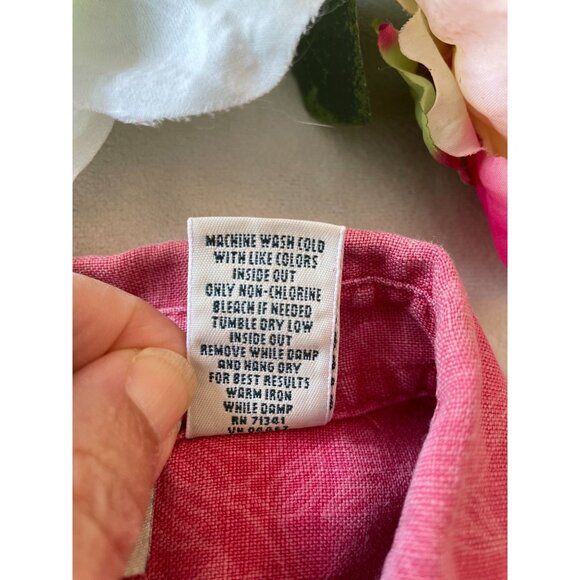 MACHINE WASH COLD
WITH LIKE COLORS
INSIDE OUT
ONLY NON-CHLORINE
BLEACH IF NEEDED
TUMBLE DRY LOW
INSIDE OUT
REMOVE WHILE DAMP
AND HANG DRY
FOR BEST RESULTS
WARM IRON
WHILE DAMP
RN 71341